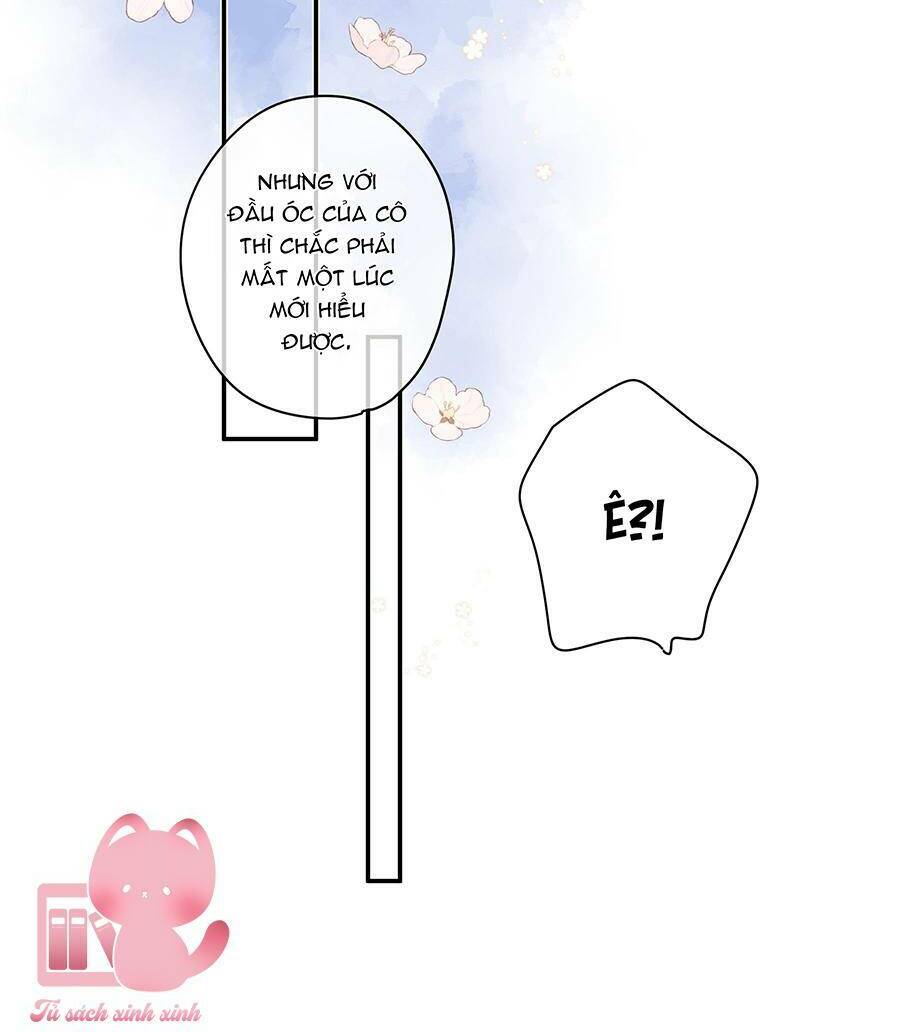 NHƯNG VỚI
ĐẦU ÓC CỦA CÔ
THÌ CHẮC PHẢI
MẤT MỘT LÚC
MỚI HIỂU
ĐƯỢC.
Ê?!
Tủ sách xinh xinh